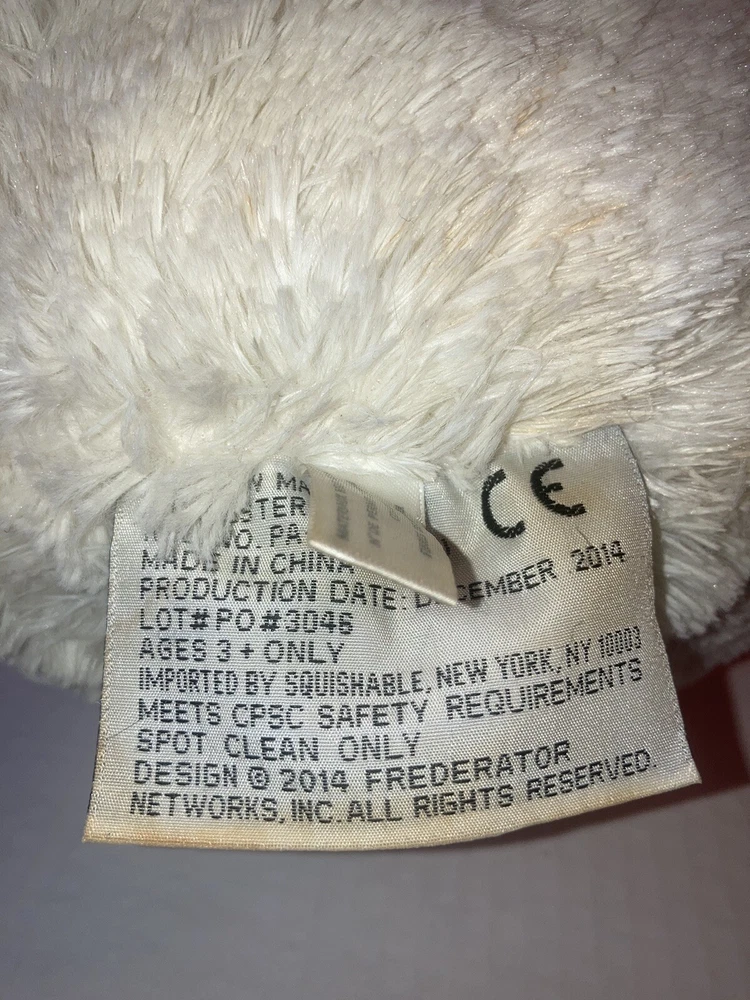 CE
MADE IN CHINA
PRODUCTION DATE: DECEMBER 2014
LOT# PO #3046
AGES 3 + ONLY
IMPORTED BY SQUISHABLE, NEW YORK, NY 10003
MEETS CPSC SAFETY REQUIREMENTS
SPOT CLEAN ONLY
DESIGN © 2014 FREDERATOR
NETWORKS, INC. ALL RIGHTS RESERVED.